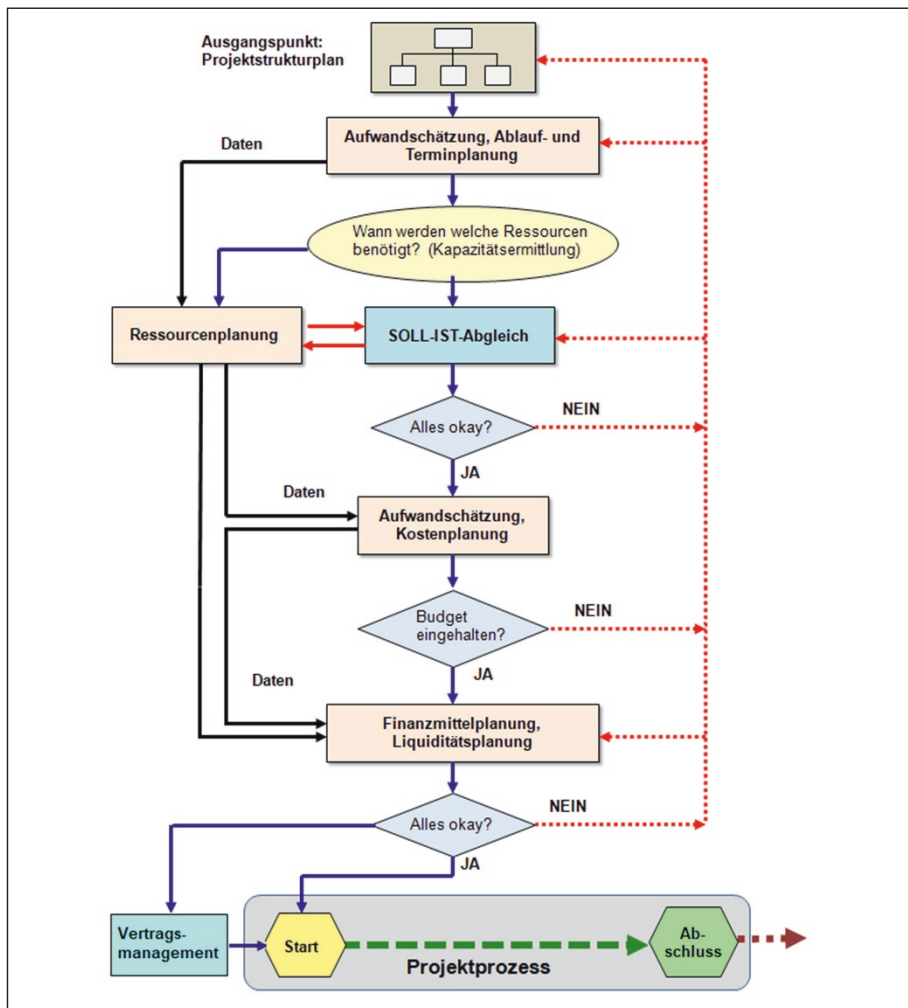 Ausgangspunkt:
Projektstrukturplan
Daten
Aufwandschätzung, Ablauf- und
Terminplanung
Wann werden welche Ressourcen
benötigt? (Kapazitätsermittlung)
Ressourcenplanung
SOLL-IST-Abgleich
Alles okay?
NEIN
JA
Daten
Aufwandschätzung,
Kostenplanung
Budget
eingehalten?
NEIN
JA
Daten
Finanzmittelplanung,
Liquiditätsplanung
Alles okay?
NEIN
JA
Vertrags-
management
Start
Projektprozess
Ab-
schluss